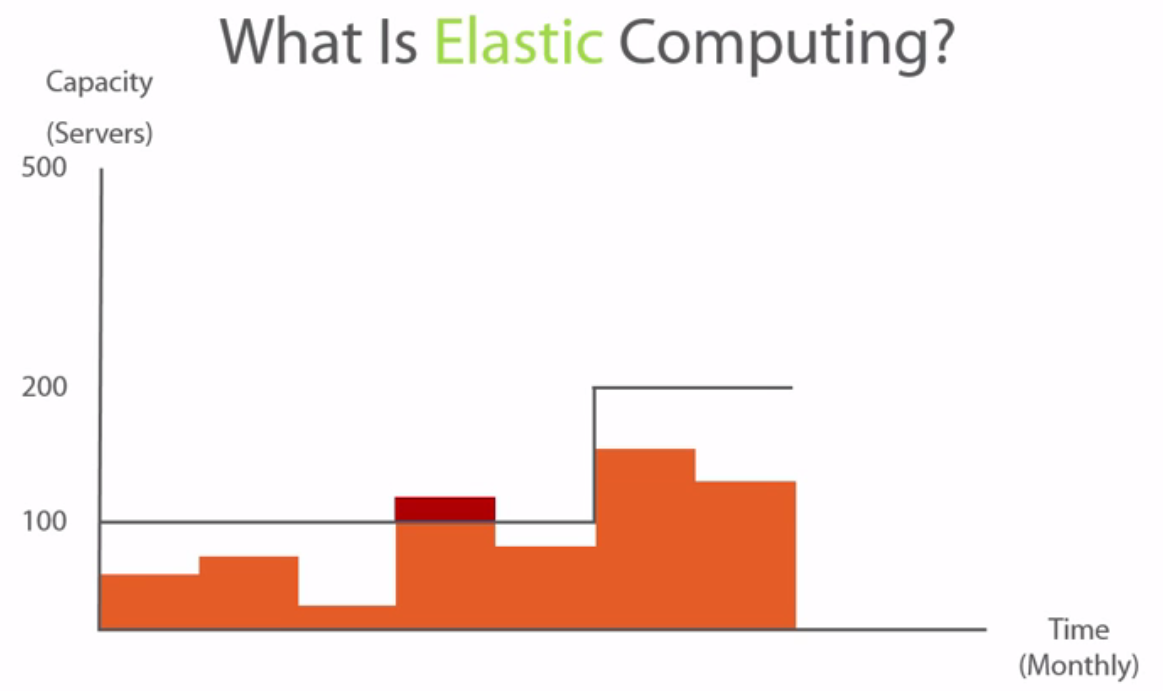 What Is Elastic Computing?
Capacity
(Servers)
500
200
100
Time
(Monthly)